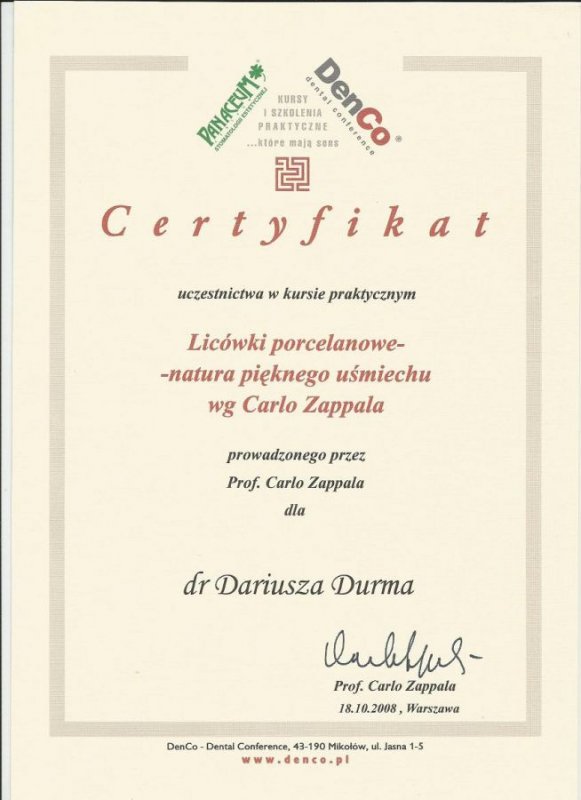 PANACEUM
STOMATOLOGII ESTETYCZNEJ
KURSY
I SZKOLENIA
PRAKTYCZNE
...które mają sens
DenCo®
dental conference
Certyfikat
uczestnictwa w kursie praktycznym
Licówki porcelanowe-
-natura pięknego uśmiechu
wg Carlo Zappala
prowadzonego przez
Prof. Carlo Zappala
dla
dr Dariusza Durma
Prof. Carlo Zappala
18.10.2008 , Warszawa
DenCo - Dental Conference, 43-190 Mikołów, ul. Jasna 1-5
www.denco.pl